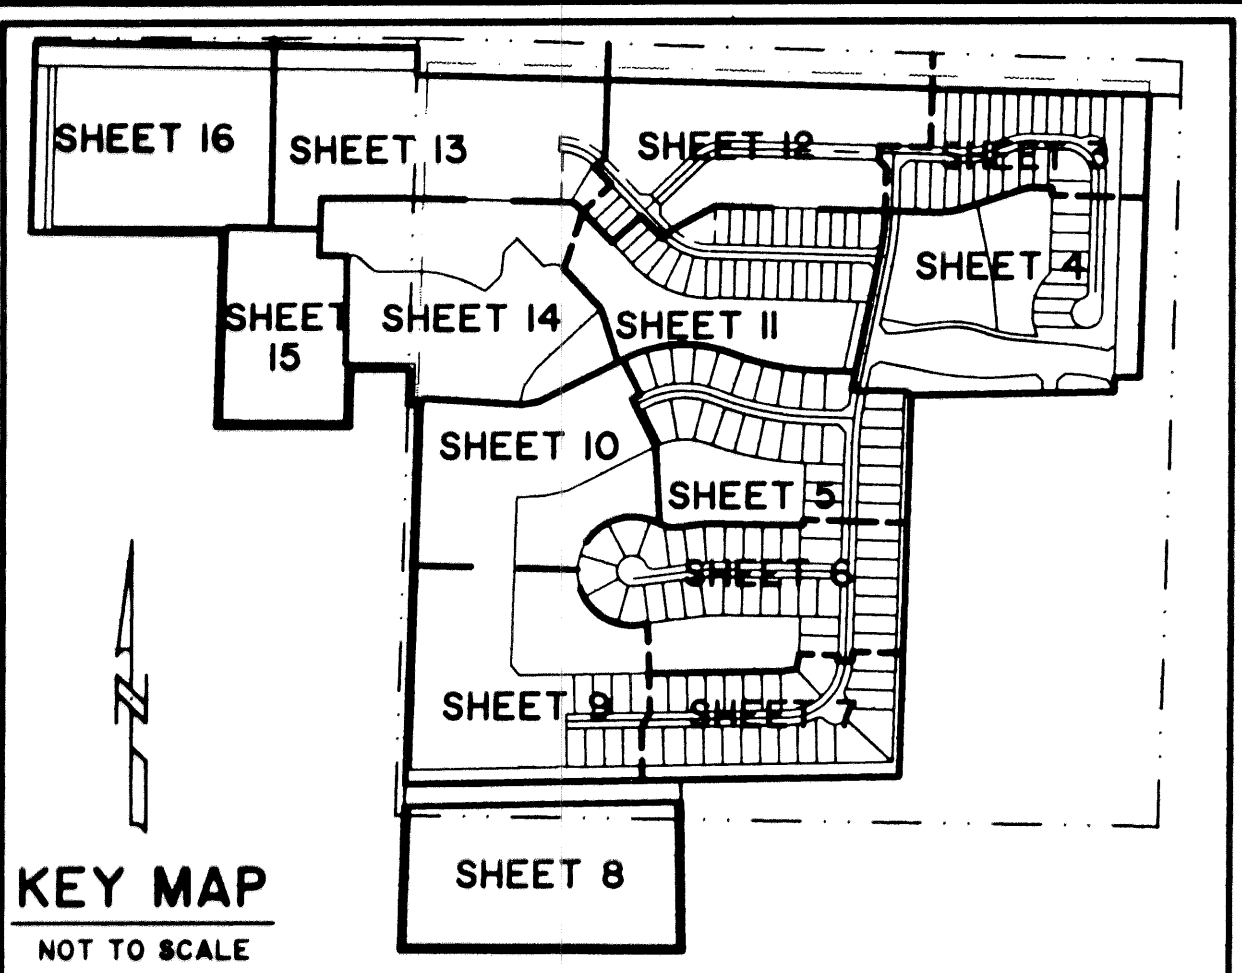 SHEET 16
SHEET 13
SHEET 12
SHEET 3
SHEET 4
SHEET
15
SHEET 14
SHEET 11
SHEET 10
SHEET 5
SHEET 6
SHEET 9
SHEET 7
SHEET 8
N
KEY MAP
NOT TO SCALE